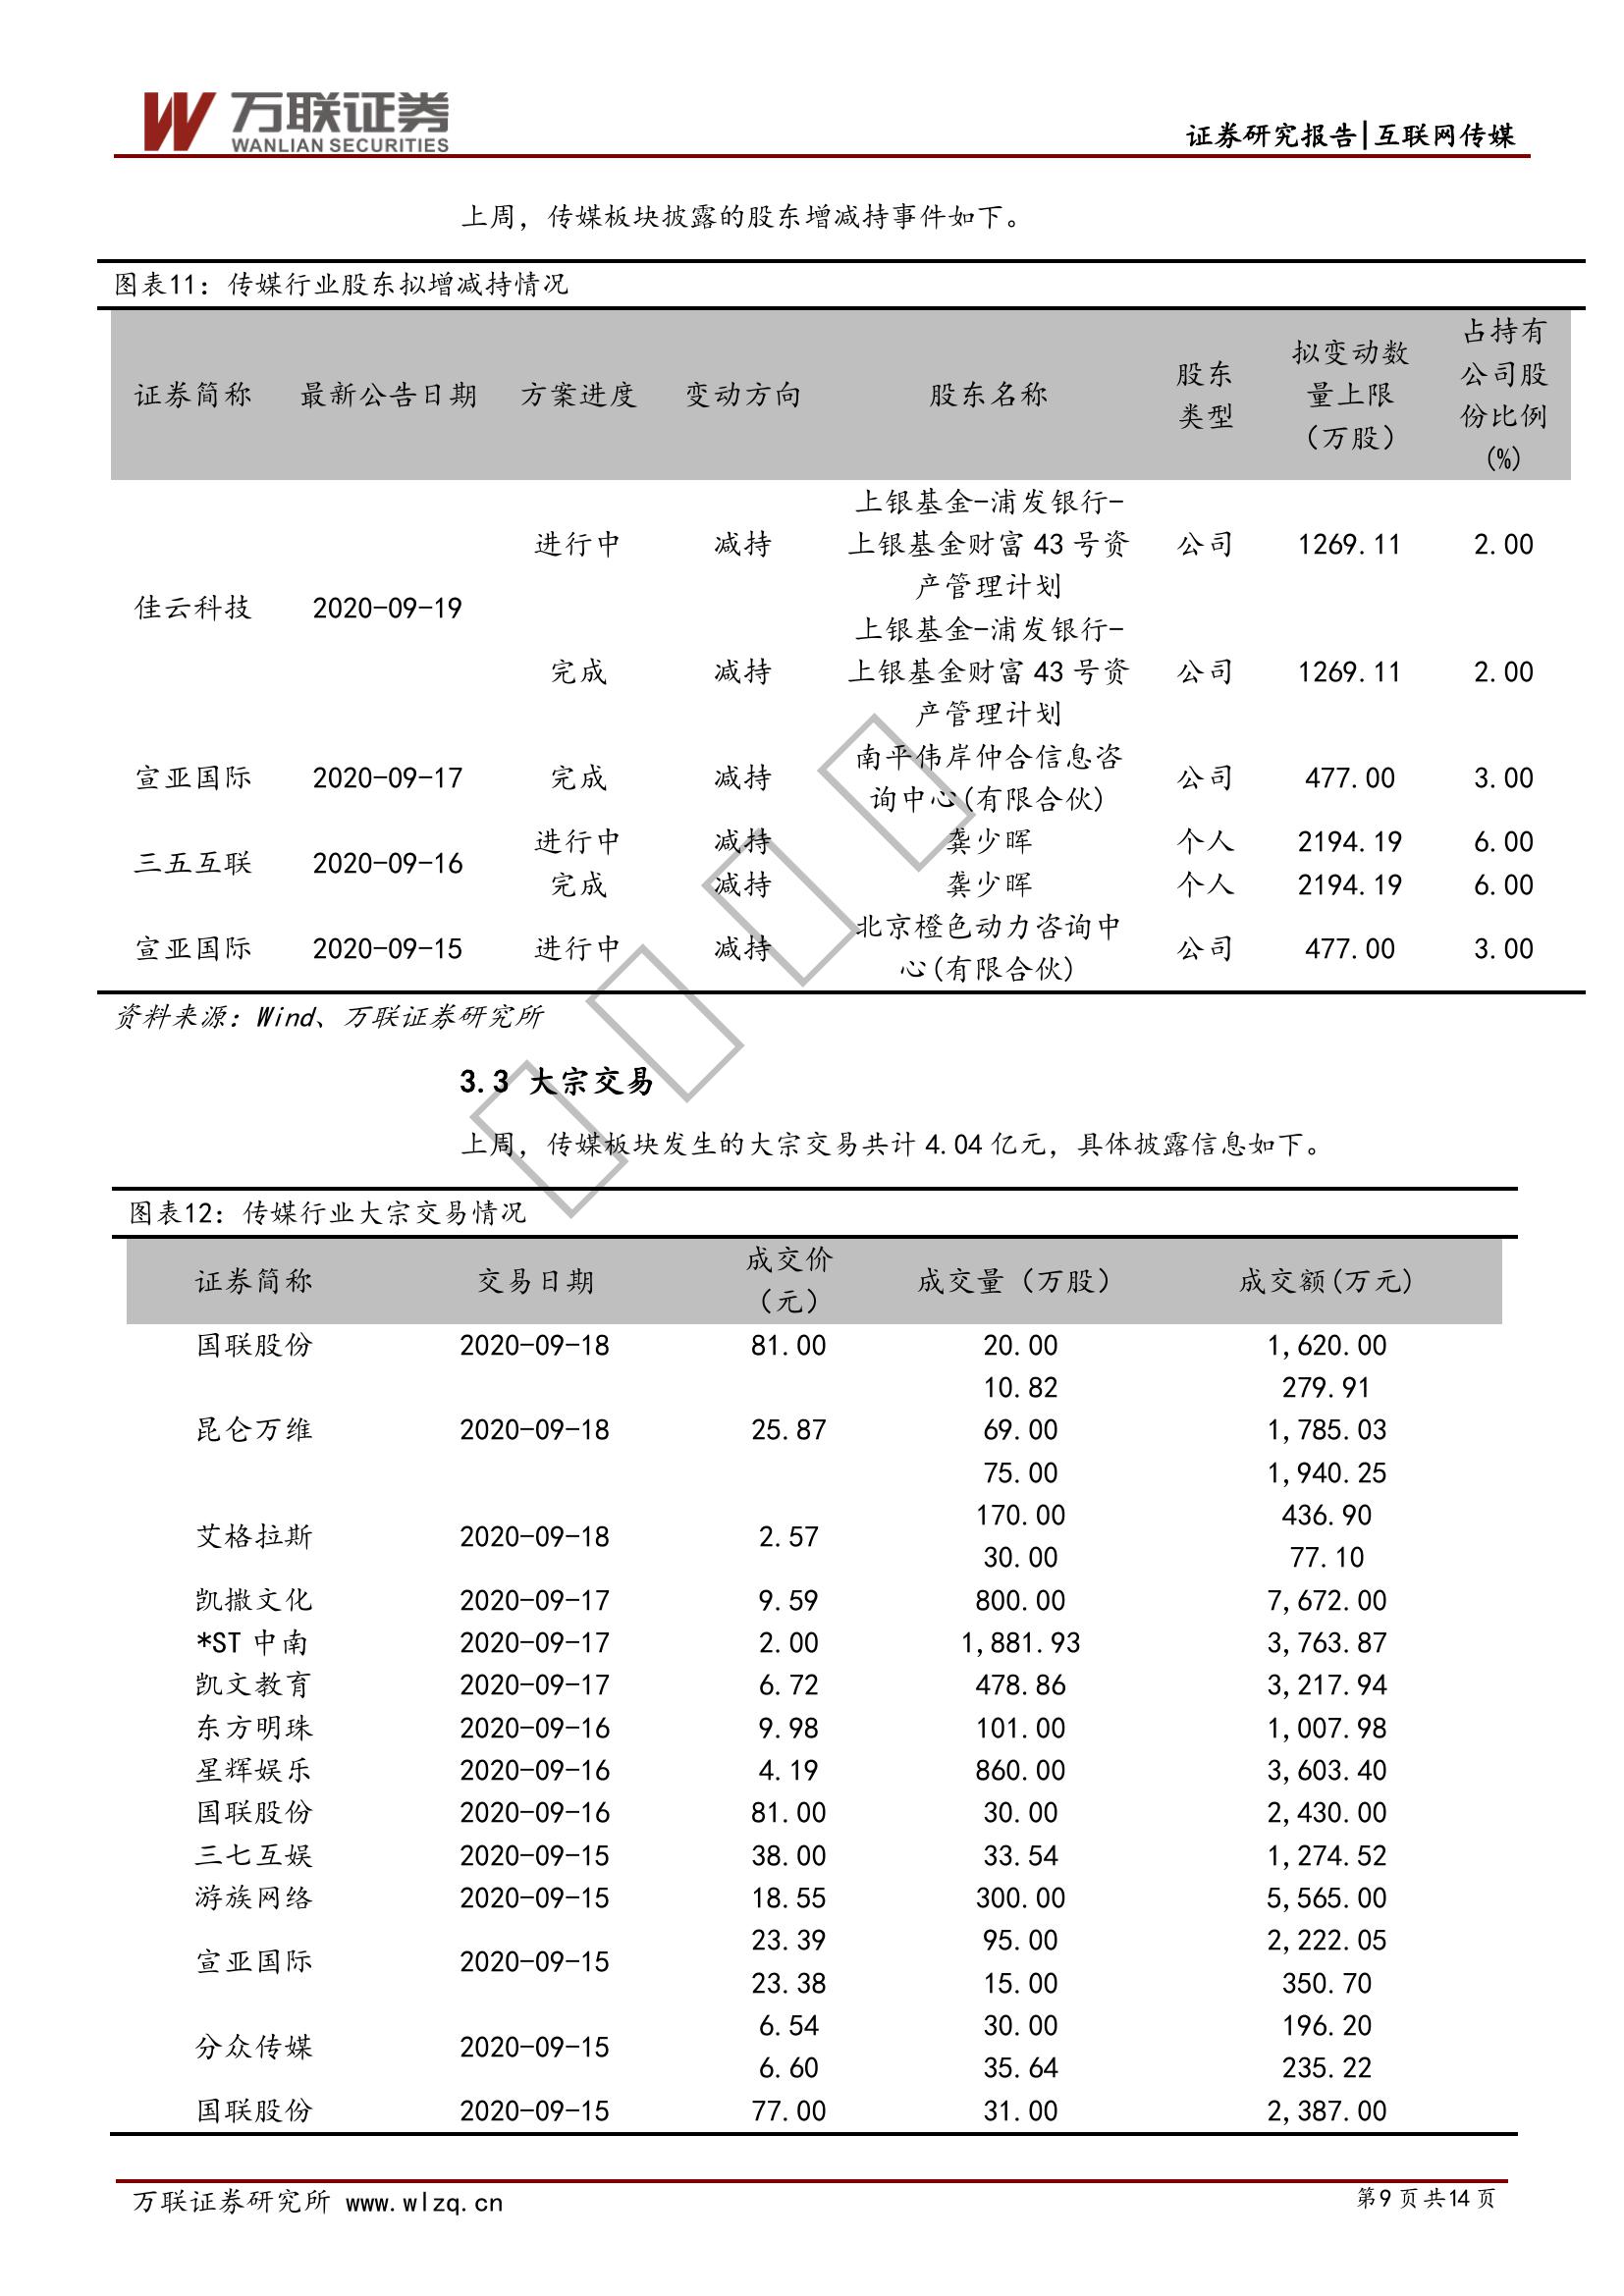 万联证券
WANLIAN SECURITIES
证券研究报告|互联网传媒
上周，传媒板块披露的股东增减持事件如下。
图表11：传媒行业股东拟增减持情况
证券简称 最新公告日期 方案进度 变动方向 股东名称 股东类型 拟变动数量上限（万股） 占持有公司股份比例(%)
佳云科技 2020-09-19 进行中 减持 上银基金-浦发银行-上银基金财富 43 号资产管理计划 公司 1269.11 2.00
完成 减持 上银基金-浦发银行-上银基金财富 43 号资产管理计划 公司 1269.11 2.00
宣亚国际 2020-09-17 完成 减持 南平伟岸仲合信息咨询中心(有限合伙) 公司 477.00 3.00
三五互联 2020-09-16 进行中 减持 龚少晖 个人 2194.19 6.00
完成 减持 龚少晖 个人 2194.19 6.00
宣亚国际 2020-09-15 进行中 减持 北京橙色动力咨询中心(有限合伙) 公司 477.00 3.00
资料来源：Wind、万联证券研究所
3.3 大宗交易
上周，传媒板块发生的大宗交易共计 4.04 亿元，具体披露信息如下。
图表12：传媒行业大宗交易情况
证券简称 交易日期 成交价（元） 成交量（万股） 成交额(万元)
国联股份 2020-09-18 81.00 20.00 1,620.00
10.82 279.91
昆仑万维 2020-09-18 25.87 69.00 1,785.03
75.00 1,940.25
170.00 436.90
艾格拉斯 2020-09-18 2.57
30.00 77.10
凯撒文化 2020-09-17 9.59 800.00 7,672.00
*ST 中南 2020-09-17 2.00 1,881.93 3,763.87
凯文教育 2020-09-17 6.72 478.86 3,217.94
东方明珠 2020-09-16 9.98 101.00 1,007.98
星辉娱乐 2020-09-16 4.19 860.00 3,603.40
国联股份 2020-09-16 81.00 30.00 2,430.00
三七互娱 2020-09-15 38.00 33.54 1,274.52
游族网络 2020-09-15 18.55 300.00 5,565.00
23.39 95.00 2,222.05
宣亚国际 2020-09-15
23.38 15.00 350.70
6.54 30.00 196.20
分众传媒 2020-09-15
6.60 35.64 235.22
国联股份 2020-09-15 77.00 31.00 2,387.00
万联证券研究所 www.wlzq.cn
第9 页共14 页